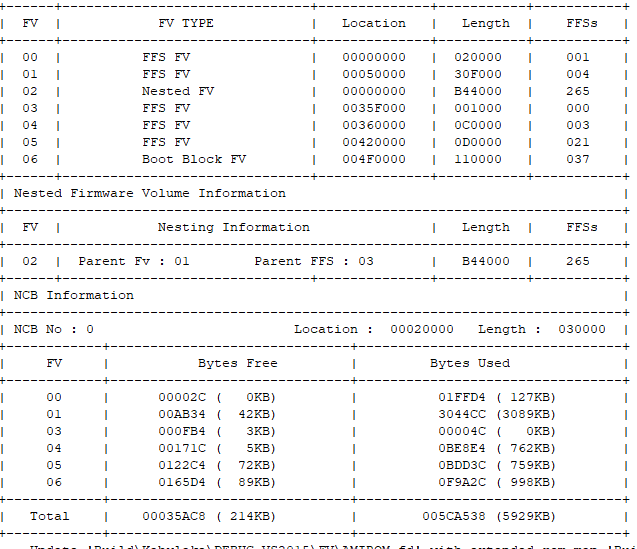 FV FV TYPE Location Length FFSs
00 FFS FV 00000000 020000 001
01 FFS FV 00050000 30F000 004
02 Nested FV 00000000 B44000 265
03 FFS FV 0035F000 001000 000
04 FFS FV 00360000 0C0000 003
05 FFS FV 00420000 0D0000 021
06 Boot Block FV 004F0000 110000 037
Nested Firmware Volume Information
FV Nesting Information Length FFSs
02 Parent Fv : 01 Parent FFS : 03 B44000 265
NCB Information
NCB No : 0 Location : 00020000 Length : 030000
FV Bytes Free Bytes Used
00 00002C ( 0KB) 01FFD4 ( 127KB)
01 00AB34 ( 42KB) 3044CC (3089KB)
03 000FB4 ( 3KB) 00004C ( 0KB)
04 00171C ( 5KB) 0BE8E4 ( 762KB)
05 0122C4 ( 72KB) 0BDD3C ( 759KB)
06 0165D4 ( 89KB) 0F9A2C ( 998KB)
Total 00035AC8 ( 214KB) 005CA538 (5929KB)